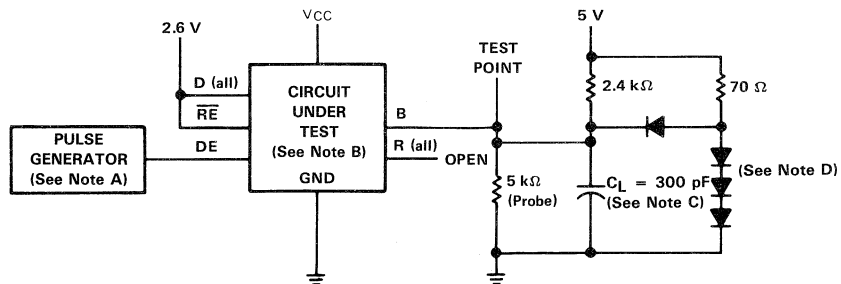 2.6 V
VCC
5 V
D (all)
TEST
POINT
2.4 kΩ
70 Ω
CIRCUIT
UNDER
TEST
(See Note B)
GND
RE
DE
PULSE
GENERATOR
(See Note A)
B
R (all)
OPEN
5 kΩ
(Probe)
CL = 300 pF
(See Note C)
(See Note D)